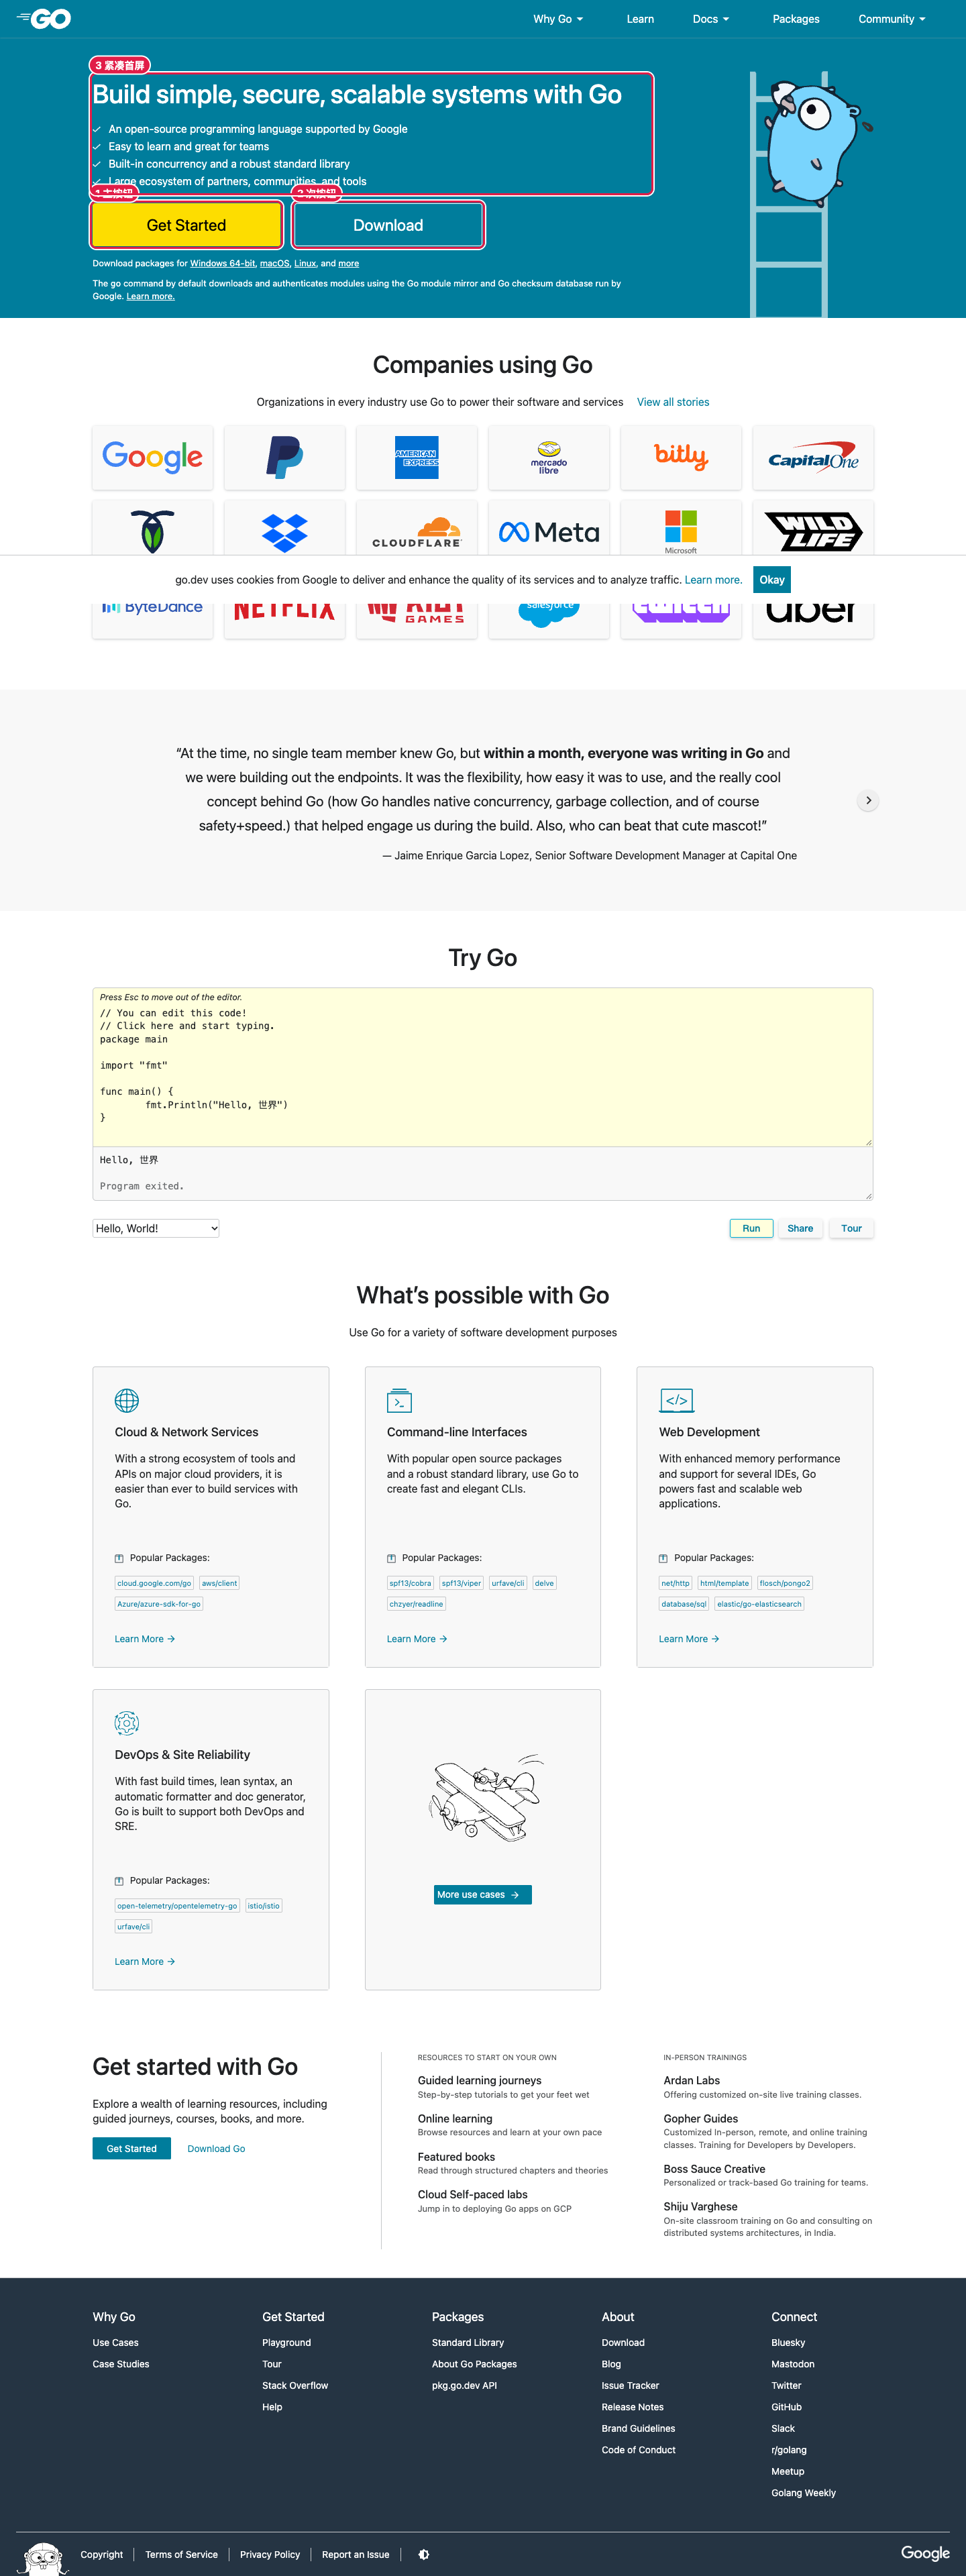 GO
Why Go
Learn
Docs
Packages
Community
3 紧凑首屏
Build simple, secure, scalable systems with Go
An open-source programming language supported by Google
Easy to learn and great for teams
Built-in concurrency and a robust standard library
Large ecosystem of partners, communities, and tools
Get Started
Download
Download packages for Windows 64-bit, macOS, Linux, and more
The go command by default downloads and authenticates modules using the Go module mirror and Go checksum database run by
Google. Learn more.
Companies using Go
Organizations in every industry use Go to power their software and services View all stories
Google
AMERICAN
EXPRESS
mercado
libre
bitly
Capital One
CLOUDFLARE
Meta
Microsoft
WILD
LIFE
go.dev uses cookies from Google to deliver and enhance the quality of its services and to analyze traffic. Learn more.
Okay
ByteDance
NETFLIX
RIOT
GAMES
salesforce
twitch
uber
“At the time, no single team member knew Go, but within a month, everyone was writing in Go and
we were building out the endpoints. It was the flexibility, how easy it was to use, and the really cool
concept behind Go (how Go handles native concurrency, garbage collection, and of course
safety+speed.) that helped engage us during the build. Also, who can beat that cute mascot!”
— Jaime Enrique Garcia Lopez, Senior Software Development Manager at Capital One
Try Go
Press Esc to move out of the editor.
// You can edit this code!
// Click here and start typing.
package main
import "fmt"
func main() {
fmt.Println("Hello, 世界")
}
Hello, 世界
Program exited.
Hello, World!
Run
Share
Tour
What’s possible with Go
Use Go for a variety of software development purposes
Cloud & Network Services
With a strong ecosystem of tools and
APIs on major cloud providers, it is
easier than ever to build services with
Go.
Popular Packages:
cloud.google.com/go aws/client
Azure/azure-sdk-for-go
Learn More
Command-line Interfaces
With popular open source packages
and a robust standard library, use Go to
create fast and elegant CLIs.
Popular Packages:
spf13/cobra spf13/viper urfave/cli delve
chzyer/readline
Learn More
Web Development
With enhanced memory performance
and support for several IDEs, Go
powers fast and scalable web
applications.
Popular Packages:
net/http html/template flosch/pongo2
database/sql elastic/go-elasticsearch
Learn More
DevOps & Site Reliability
With fast build times, lean syntax, an
automatic formatter and doc generator,
Go is built to support both DevOps and
SRE.
Popular Packages:
open-telemetry/opentelemetry-go istio/istio
urfave/cli
Learn More
More use cases
Get started with Go
Explore a wealth of learning resources, including
guided journeys, courses, books, and more.
Get Started
Download Go
RESOURCES TO START ON YOUR OWN
Guided learning journeys
Step-by-step tutorials to get your feet wet
Online learning
Browse resources and learn at your own pace
Featured books
Read through structured chapters and theories
Cloud Self-paced labs
Jump in to deploying Go apps on GCP
IN-PERSON TRAININGS
Ardan Labs
Offering customized on-site live training classes.
Gopher Guides
Customized In-person, remote, and online training
classes. Training for Developers by Developers.
Boss Sauce Creative
Personalized or track-based Go training for teams.
Shiju Varghese
On-site classroom training on Go and consulting on
distributed systems architectures, in India.
Why Go
Use Cases
Case Studies
Get Started
Playground
Tour
Stack Overflow
Help
Packages
Standard Library
About Go Packages
pkg.go.dev API
About
Download
Blog
Issue Tracker
Release Notes
Brand Guidelines
Code of Conduct
Connect
Bluesky
Mastodon
Twitter
GitHub
Slack
r/golang
Meetup
Golang Weekly
Copyright
Terms of Service
Privacy Policy
Report an Issue
Google